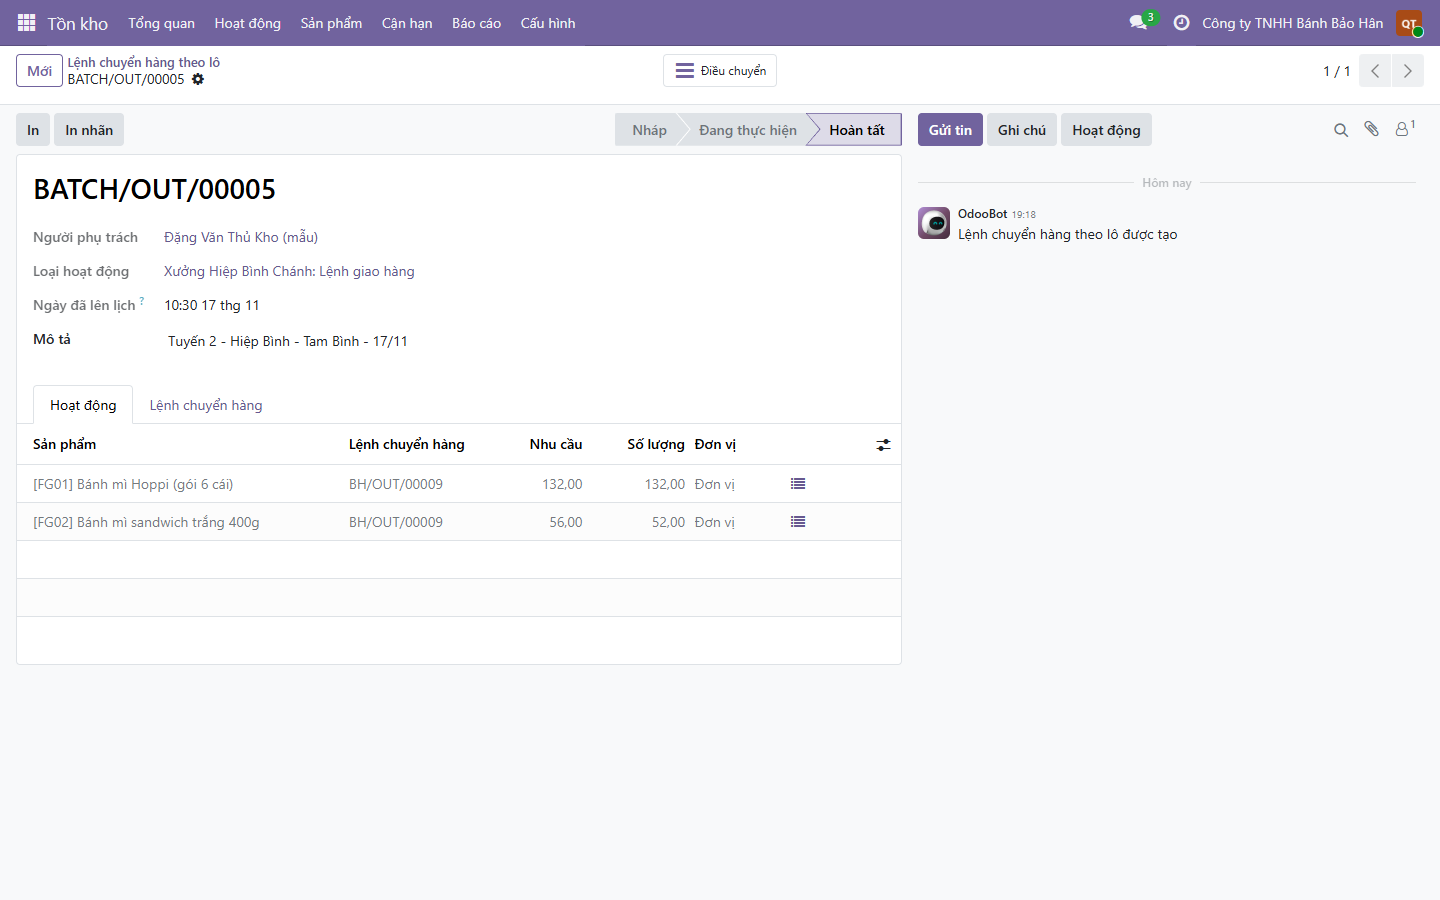 Tồn kho Tổng quan Hoạt động Sản phẩm Cận hạn Báo cáo Cấu hình 3 Công ty TNHH Bánh Bảo Hân QT
Mới Lệnh chuyển hàng theo lô
BATCH/OUT/00005
Điều chuyển
1 / 1
In In nhãn Nháp Đang thực hiện Hoàn tất Gửi tin Ghi chú Hoạt động 1
BATCH/OUT/00005
Người phụ trách Đặng Văn Thủ Kho (mẫu)
Loại hoạt động Xưởng Hiệp Bình Chánh: Lệnh giao hàng
Ngày đã lên lịch ? 10:30 17 thg 11
Mô tả Tuyến 2 - Hiệp Bình - Tam Bình - 17/11
Hoạt động Lệnh chuyển hàng
Sản phẩm Lệnh chuyển hàng Nhu cầu Số lượng Đơn vị
[FG01] Bánh mì Hoppi (gói 6 cái) BH/OUT/00009 132,00 132,00 Đơn vị
[FG02] Bánh mì sandwich trắng 400g BH/OUT/00009 56,00 52,00 Đơn vị
Hôm nay
OdooBot 19:18
Lệnh chuyển hàng theo lô được tạo